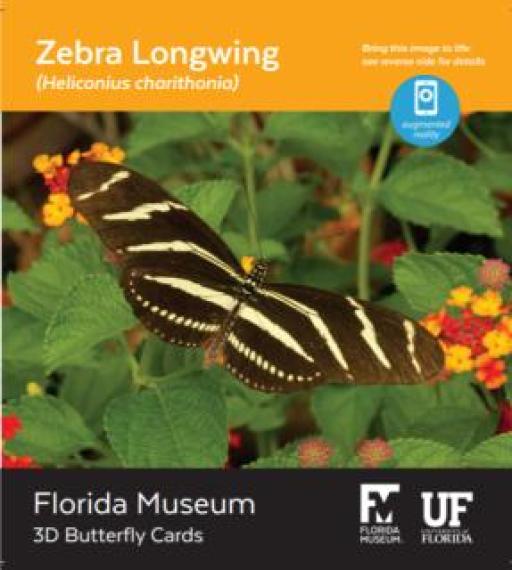 Zebra Longwing
(Heliconius charithonia)
Bring this image to life
see reverse side for details
augmented
reality
Florida Museum
3D Butterfly Cards
FLORIDA
MUSEUM.
UF
UNIVERSITY of
FLORIDA